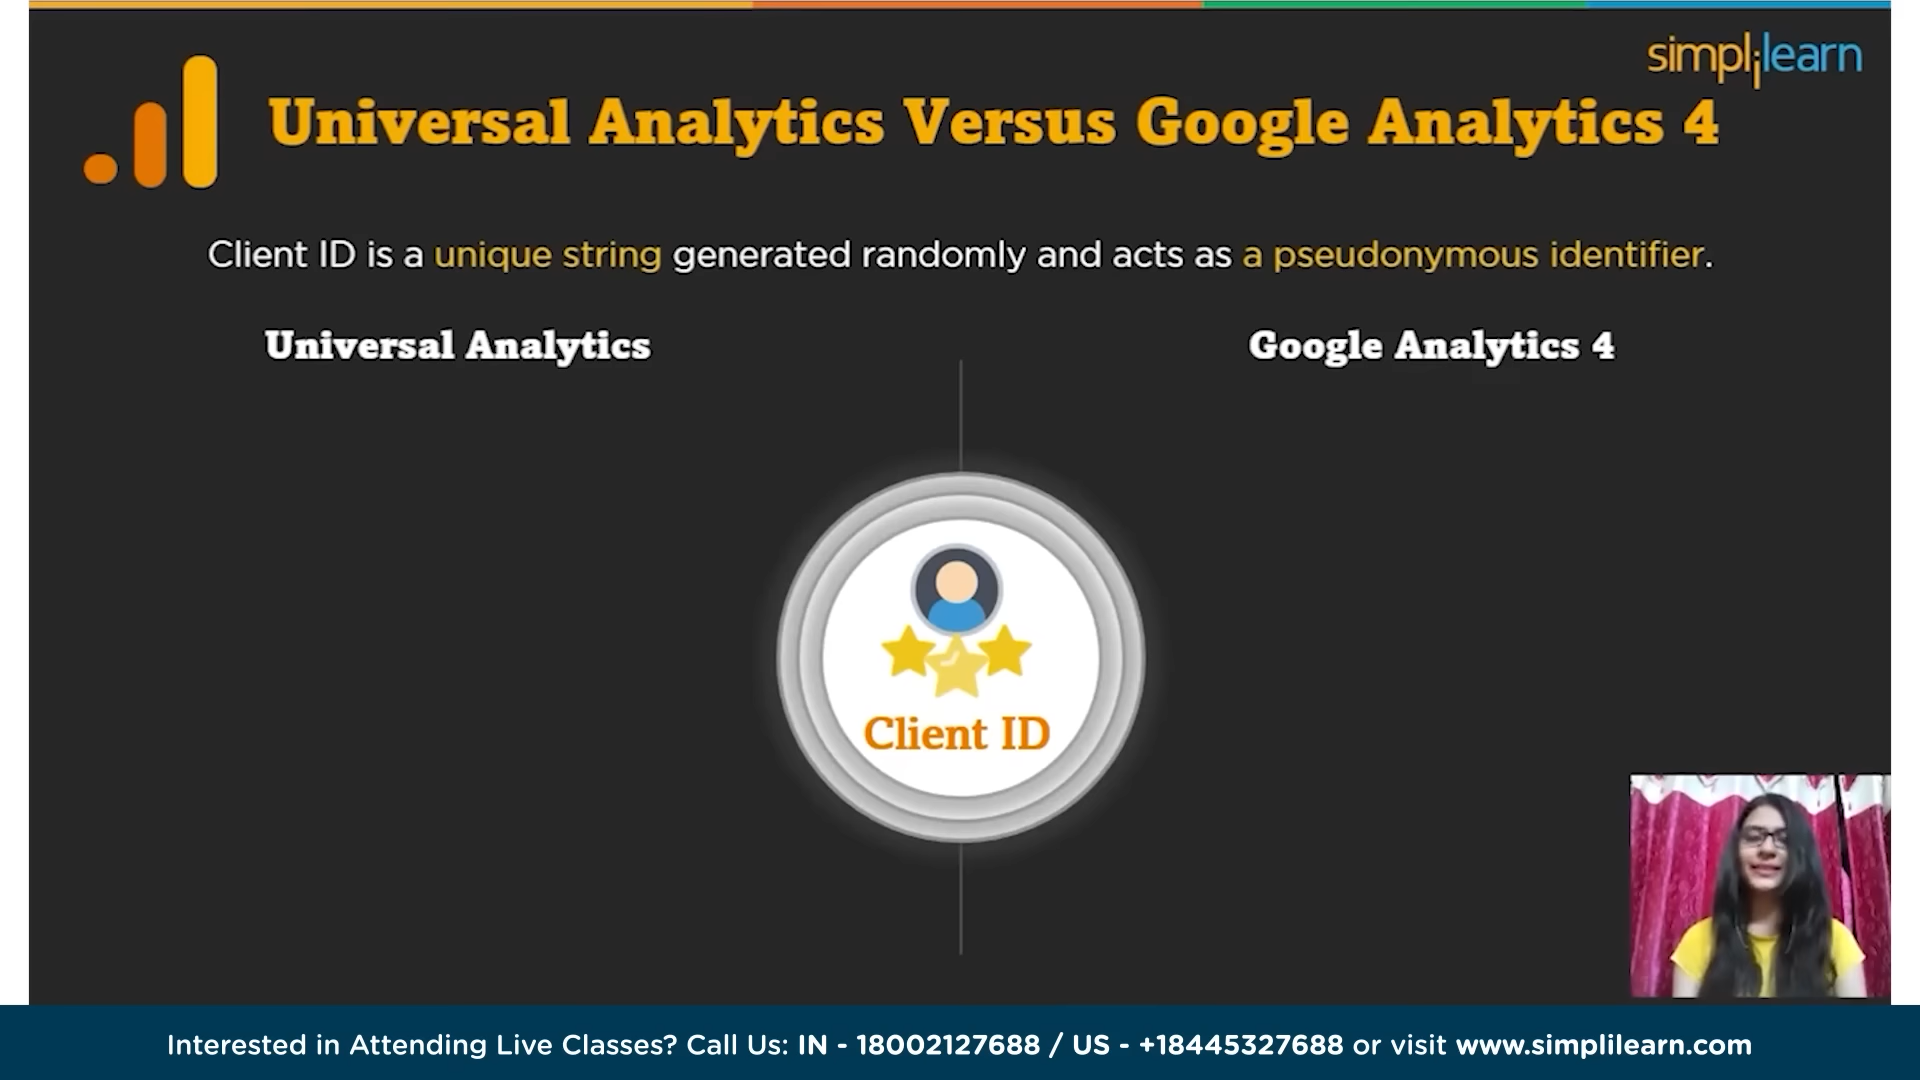 simplilearn
Universal Analytics Versus Google Analytics 4
Client ID is a unique string generated randomly and acts as a pseudonymous identifier.
Universal Analytics
Google Analytics 4
Client ID
Interested in Attending Live Classes? Call Us: IN - 18002127688 / US - +18445327688 or visit www.simplilearn.com